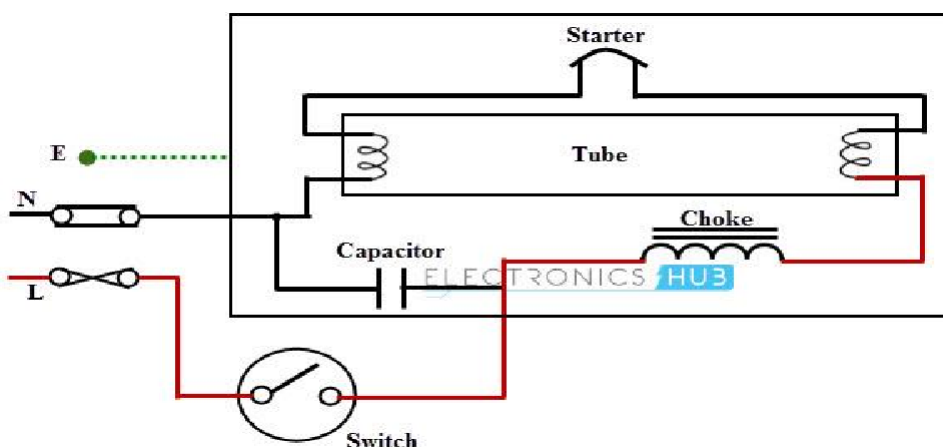 Starter
E
Tube
N
Choke
Capacitor
ELECTRONICS HUB
L
Switch